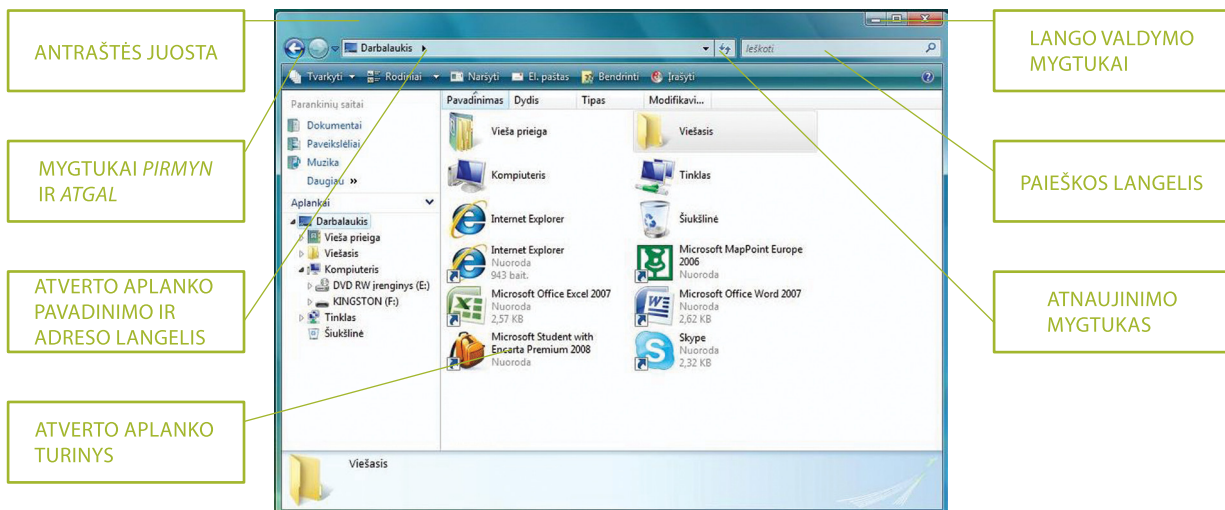 ANTRAŠTĖS JUOSTA
MYGTUKAI PIRMYN
IR ATGAL
ATVERTO APLANKO
PAVADINIMO IR
ADRESO LANGELIS
ATVERTO APLANKO
TURINYS
Darbalaukis
Ieškoti
Tvarkyti
Rodiniai
Naršyti
El. paštas
Bendrinti
Įrašyti
Parankinių saitai
Dokumentai
Paveikslėliai
Muzika
Daugiau »
Aplankai
Darbalaukis
Vieša prieiga
Viešasis
Kompiuteris
DVD RW įrenginys (E:)
KINGSTON (F:)
Tinklas
Šiukšlinė
Pavadinimas Dydis Tipas Modifikavi...
Vieša prieiga
Viešasis
Kompiuteris
Tinklas
Internet Explorer
Šiukšlinė
Internet Explorer
Nuoroda
943 bait.
Microsoft MapPoint Europe
2006
Nuoroda
Microsoft Office Excel 2007
Nuoroda
2,57 KB
Microsoft Office Word 2007
Nuoroda
2,62 KB
Microsoft Student with
Encarta Premium 2008
Nuoroda
Skype
Nuoroda
2,32 KB
Viešasis
LANGO VALDYMO
MYGTUKAI
PAIEŠKOS LANGELIS
ATNAUJINIMO
MYGTUKAS